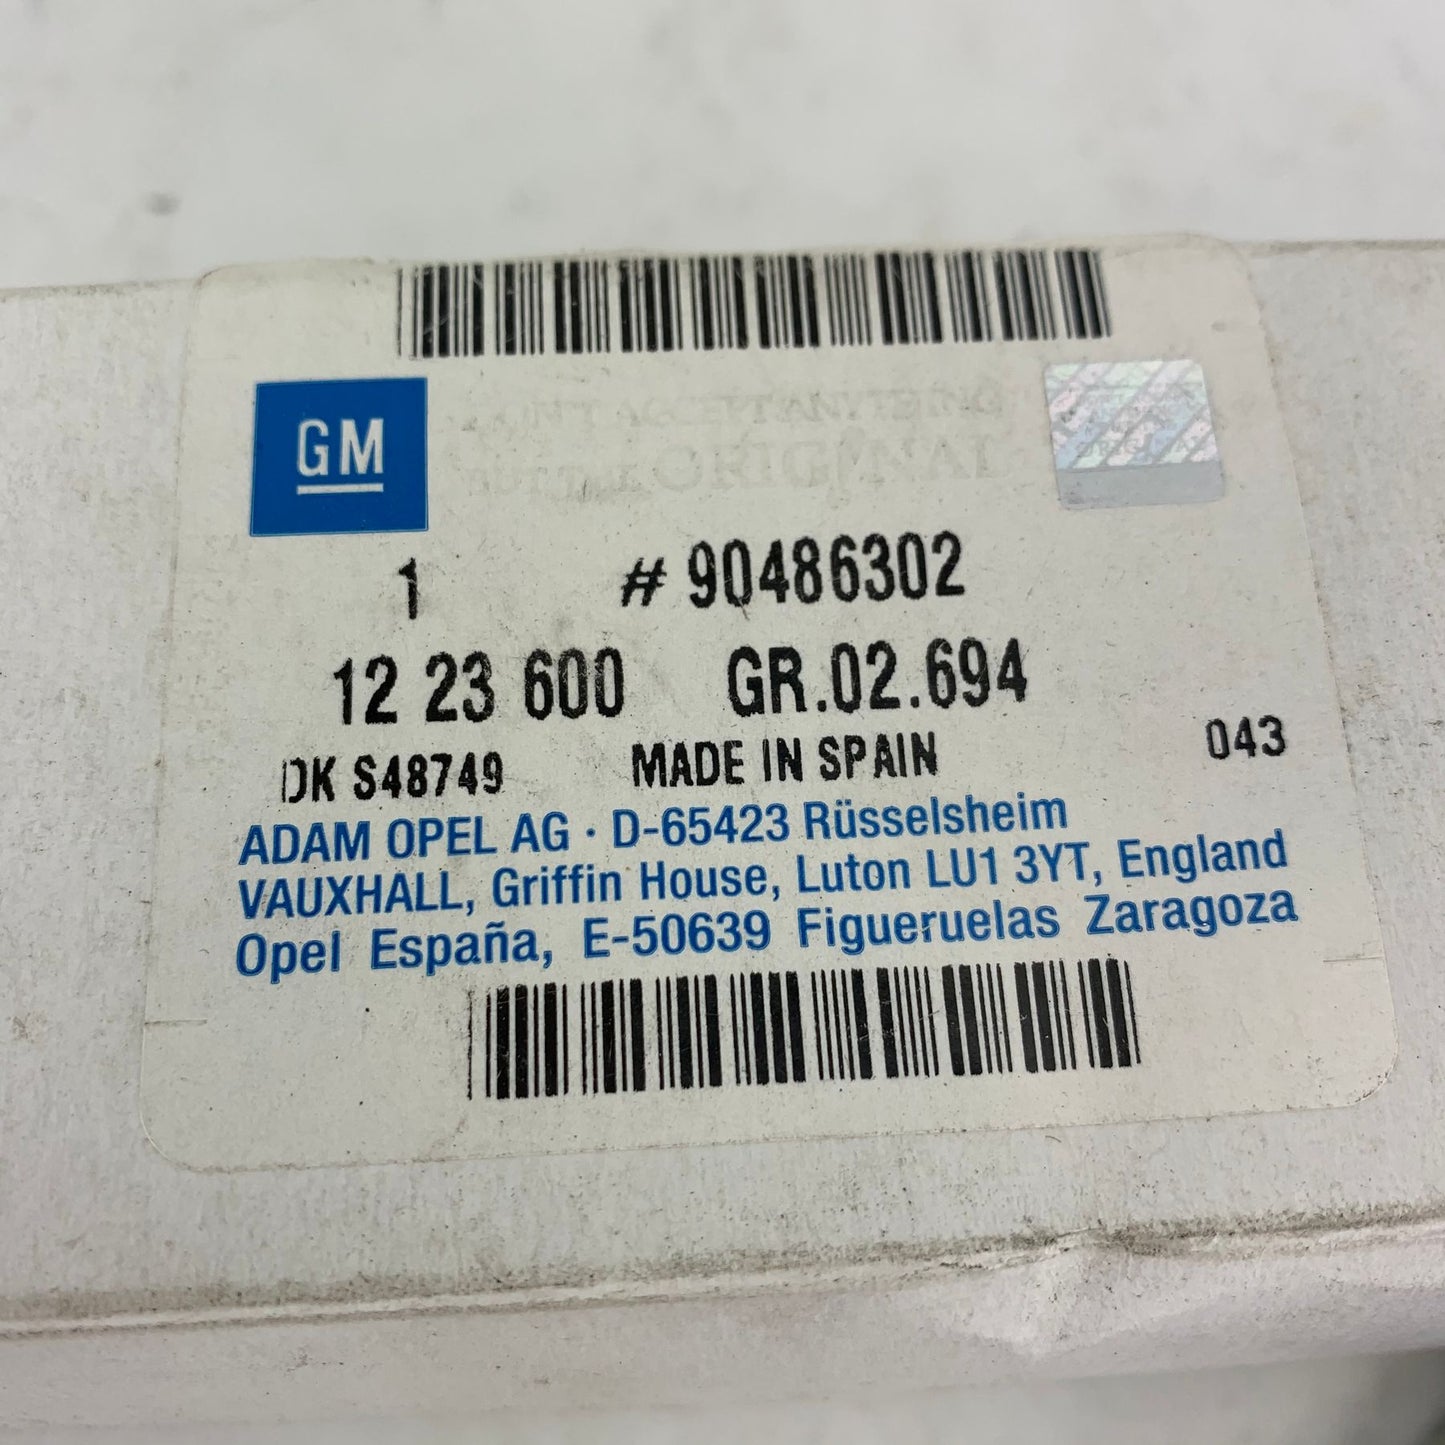 GM
1 # 90486302
12 23 600 GR.02.694
DK S48749 MADE IN SPAIN 043
ADAM OPEL AG · D-65423 Rüsselsheim
VAUXHALL, Griffin House, Luton LU1 3YT, England
Opel España, E-50639 Figueruelas Zaragoza